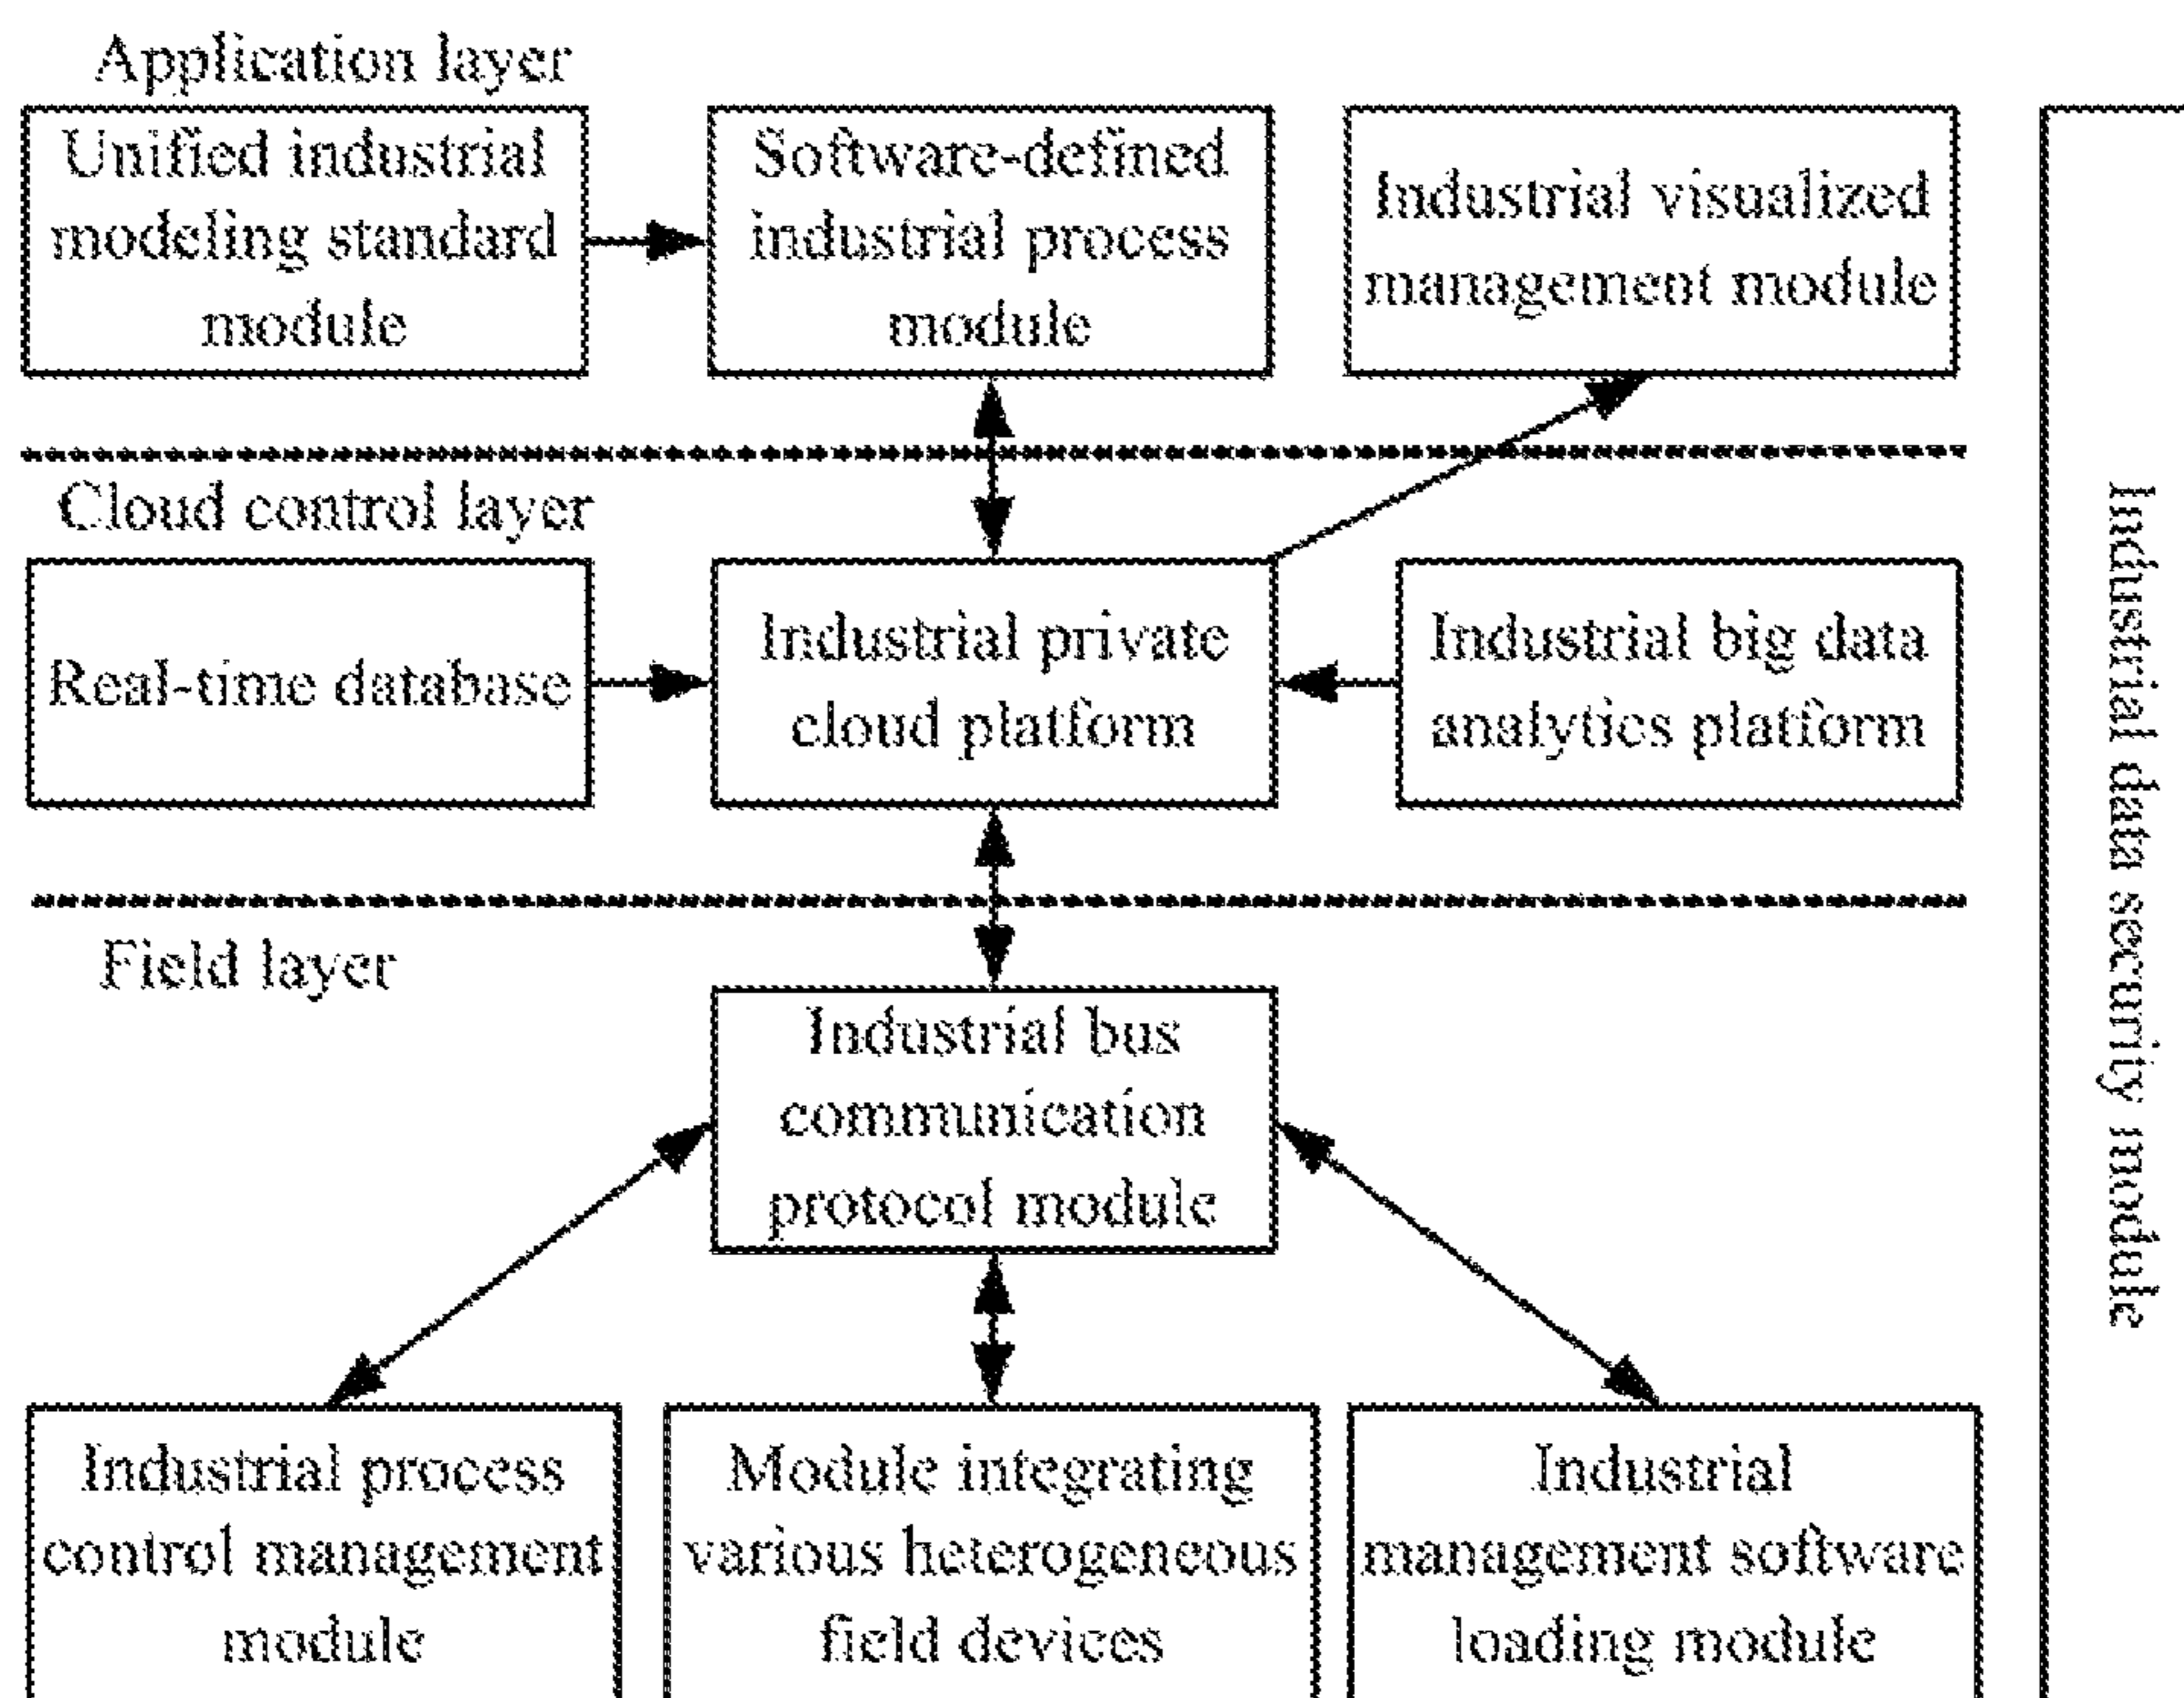 Application layer
Unified industrial
modeling standard
module
Software-defined
industrial process
module
Industrial visualized
management module
Cloud control layer
Real-time database
Industrial private
cloud platform
Industrial big data
analytics platform
Field layer
Industrial bus
communication
protocol module
Industrial process
control management
module
Module integrating
various heterogeneous
field devices
Industrial
management software
loading module
Industrial data security module